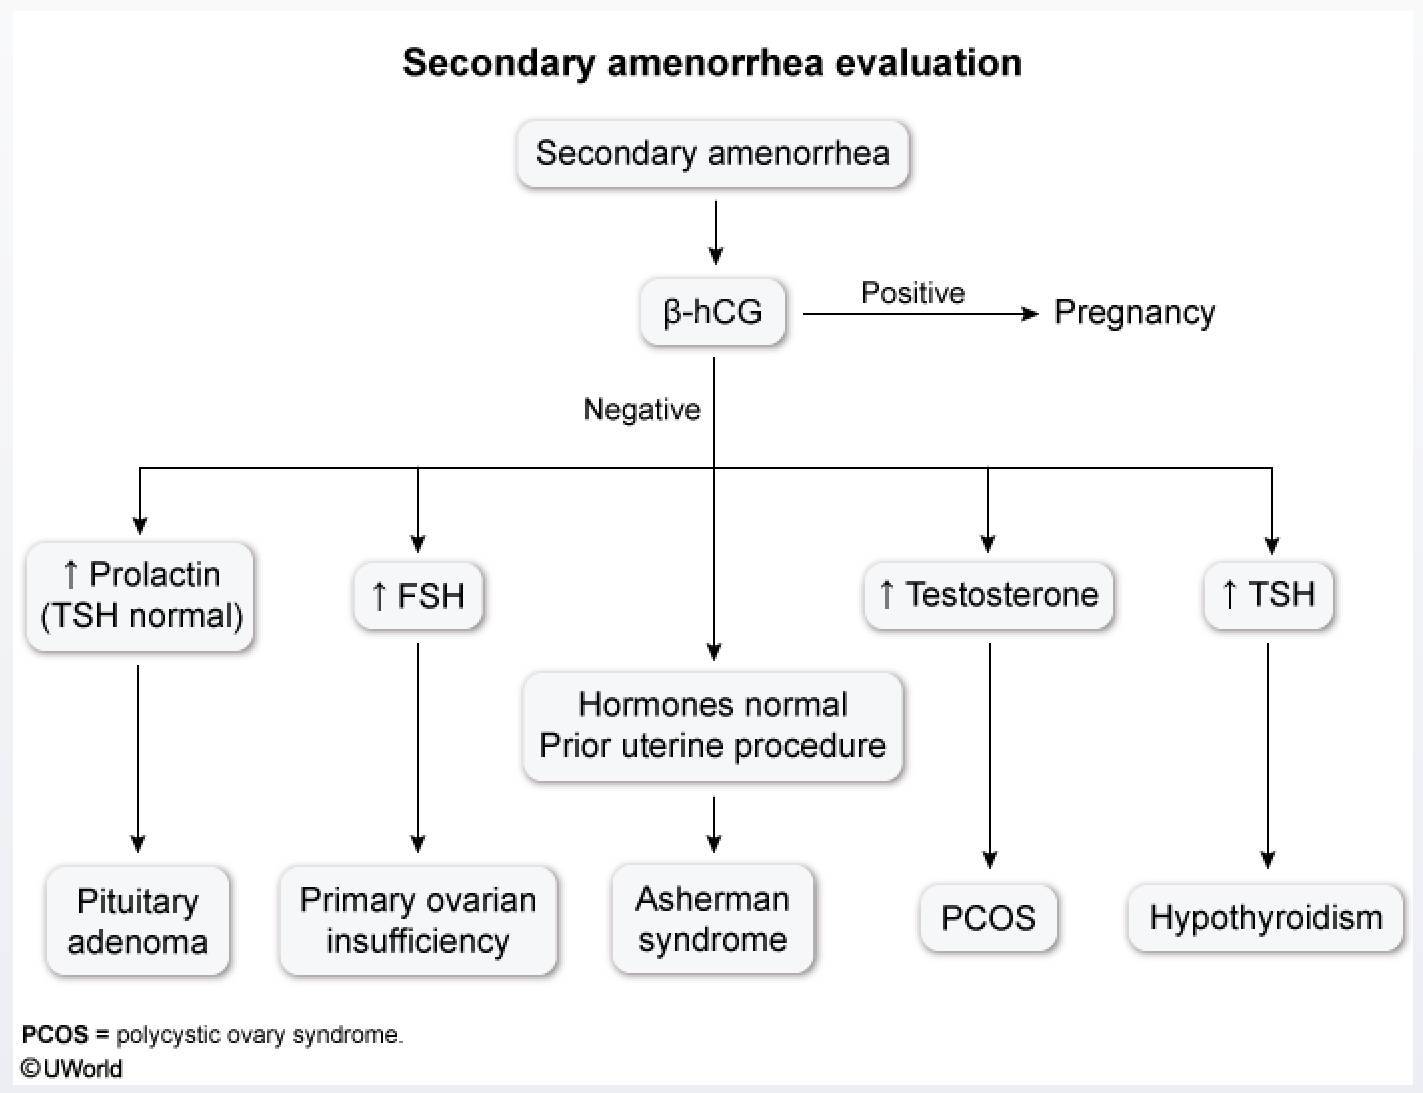 Secondary amenorrhea evaluation
Secondary amenorrhea
β-hCG
Positive
Pregnancy
Negative
↑ Prolactin
(TSH normal)
↑ FSH
Hormones normal
Prior uterine procedure
↑ Testosterone
↑ TSH
Pituitary
adenoma
Primary ovarian
insufficiency
Asherman
syndrome
PCOS
Hypothyroidism
PCOS = polycystic ovary syndrome.
©UWorld